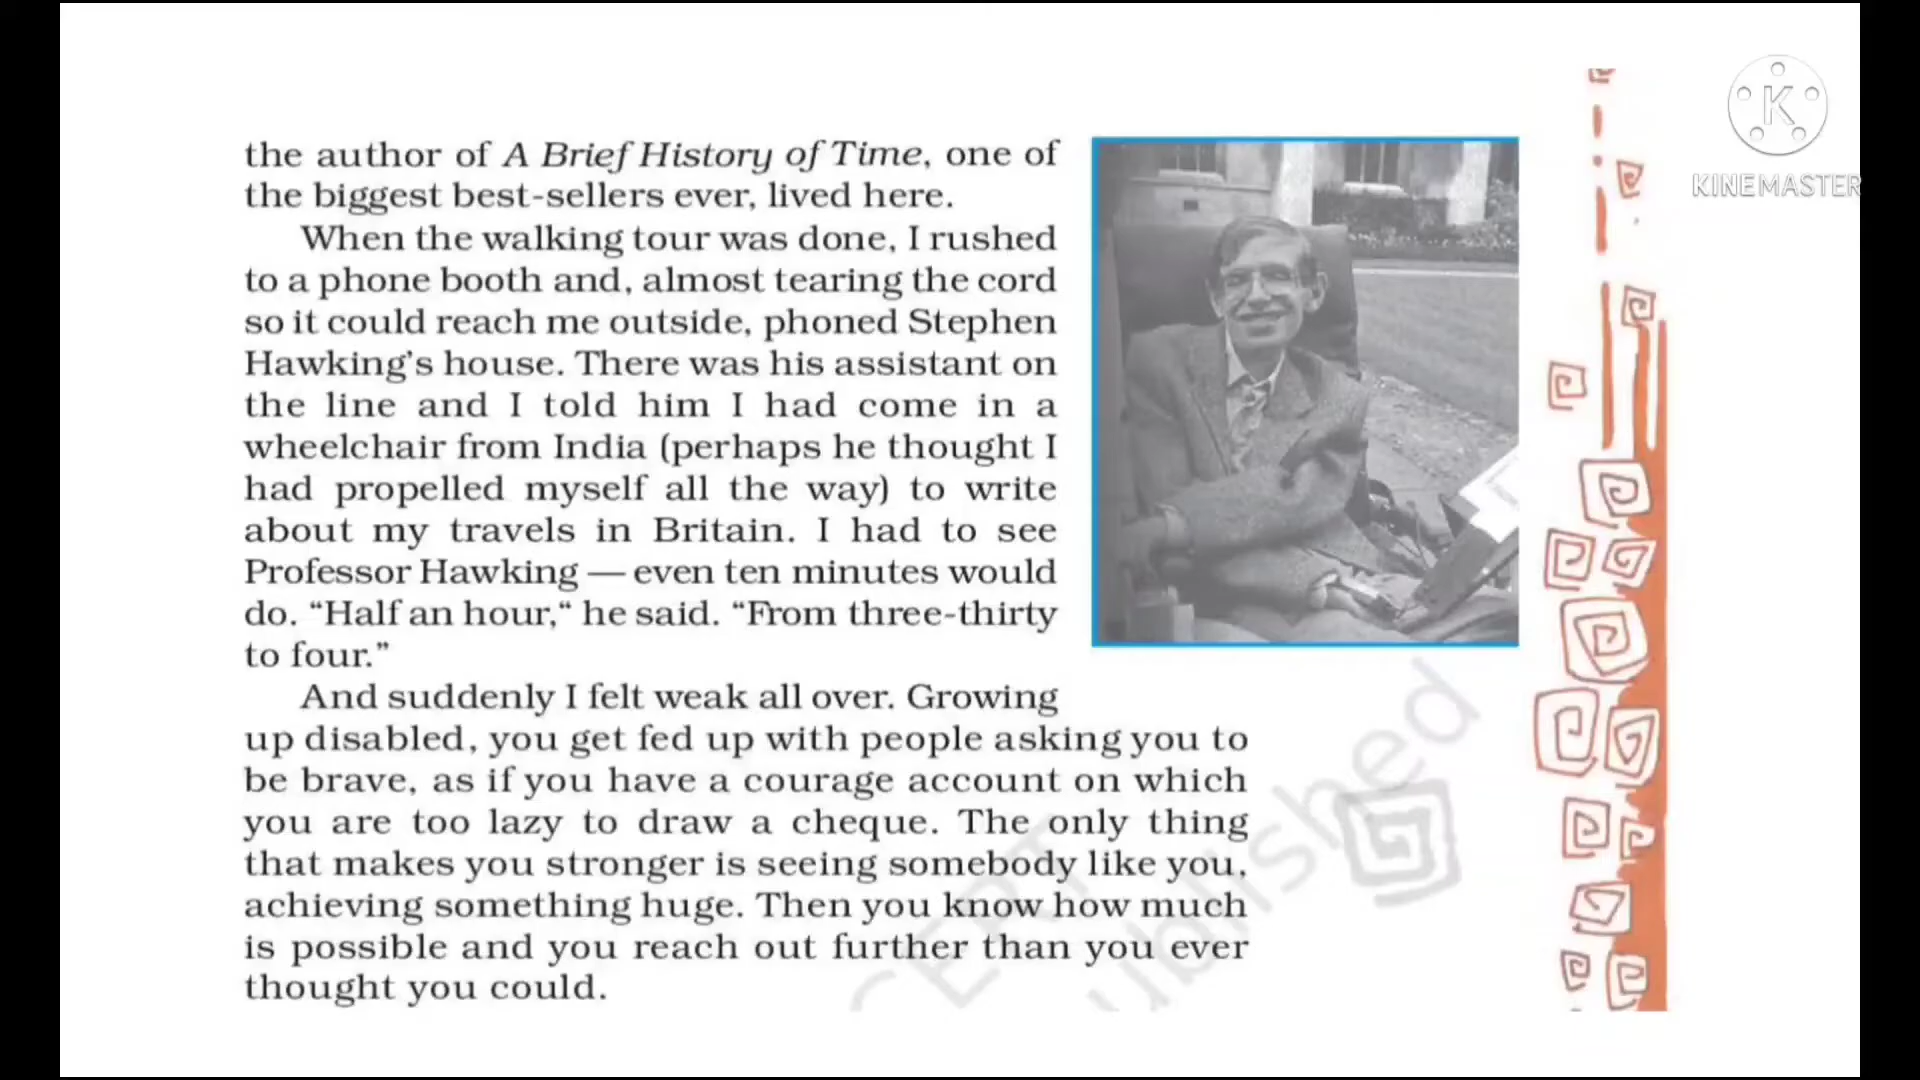 the author of A Brief History of Time, one of
the biggest best-sellers ever, lived here.
When the walking tour was done, I rushed
to a phone booth and, almost tearing the cord
so it could reach me outside, phoned Stephen
Hawking's house. There was his assistant on
the line and I told him I had come in a
wheelchair from India (perhaps he thought I
had propelled myself all the way) to write
about my travels in Britain. I had to see
Professor Hawking — even ten minutes would
do. “Half an hour,“ he said. “From three-thirty
to four.”
And suddenly I felt weak all over. Growing
up disabled, you get fed up with people asking you to
be brave, as if you have a courage account on which
you are too lazy to draw a cheque. The only thing
that makes you stronger is seeing somebody like you,
achieving something huge. Then you know how much
is possible and you reach out further than you ever
thought you could.
K
KINEMASTER